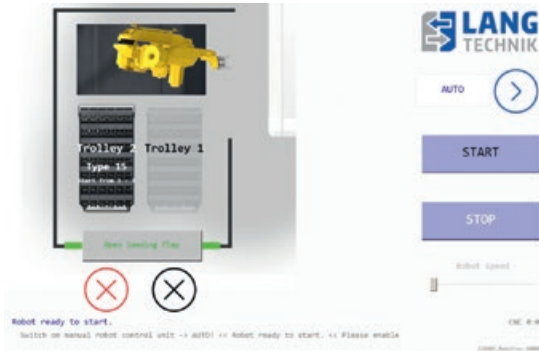 LANG
TECHNIK
AUTO
Trolley 2 Trolley 1
Type 15
START
STOP
Open loading flap
Robot speed
Robot ready to start.
Switch on manual robot control unit -> AUTO! << Robot ready to start. << Please enable